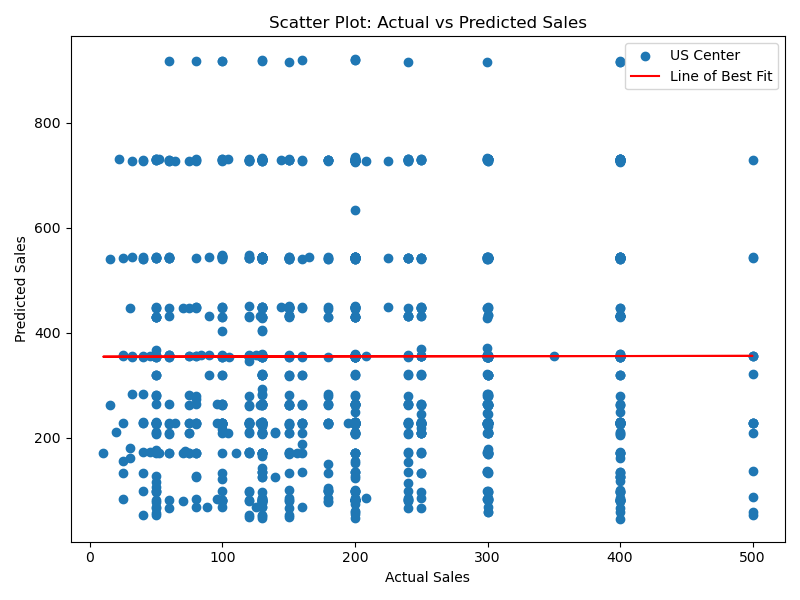 Scatter Plot: Actual vs Predicted Sales
US Center
Line of Best Fit
Predicted Sales
800
600
400
200
0 100 200 300 400 500
Actual Sales